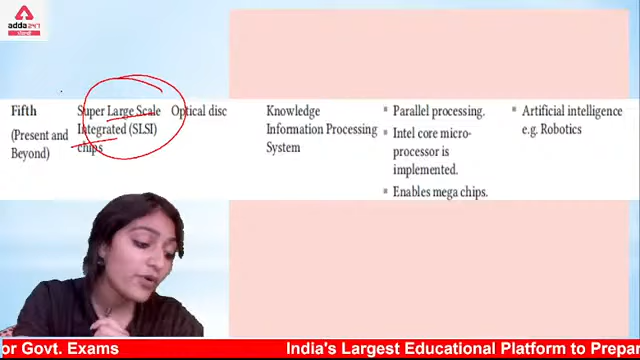 adda247
ਪੰਜਾਬੀ
Fifth
(Present and
Beyond)
Super Large Scale
Integrated (SLSI)
chips
Optical disc
Knowledge
Information Processing
System
Parallel processing.
Intel core micro-
processor is
implemented.
Enables mega chips.
Artificial intelligence
e.g. Robotics
or Govt. Exams
India's Largest Educational Platform to Prepar